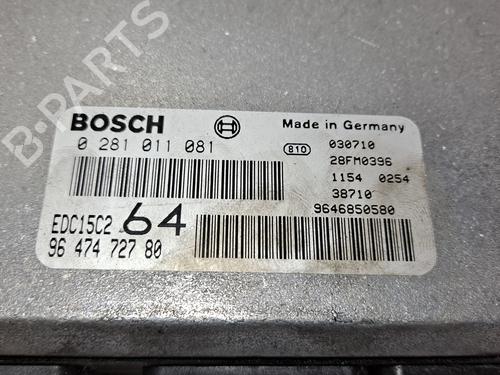 BOSCH
Made in Germany
0 281 011 081
810
030710
28FM0396
1154 0254
38710
9646850580
EDC15C2
64
96 474 727 80
B-PARTS